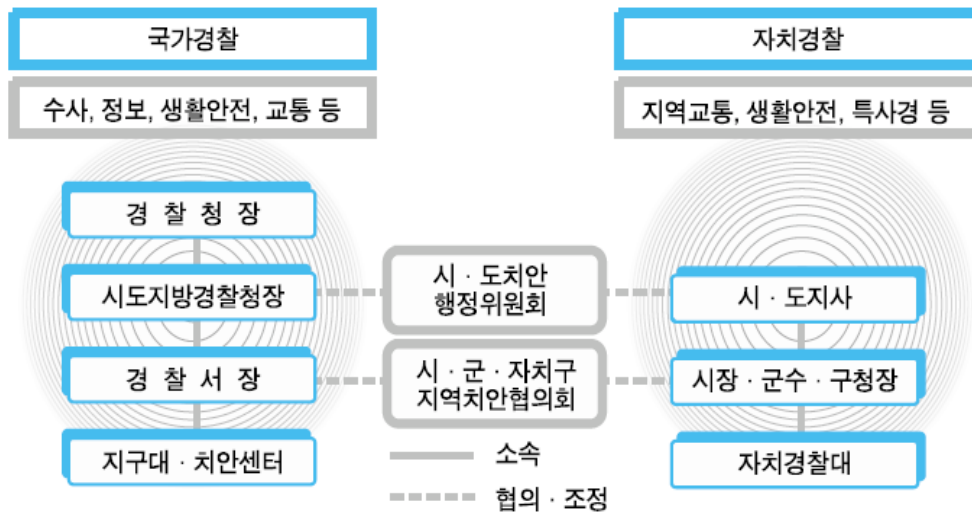 국가경찰
자치경찰
수사, 정보, 생활안전, 교통 등
지역교통, 생활안전, 특사경 등
경 찰 청 장
시도지방경찰청장
시 · 도치안
행정위원회
시 · 도지사
경 찰 서 장
시 · 군 · 자치구
지역치안협의회
시장 · 군수 · 구청장
지구대 · 치안센터
자치경찰대
소속
협의 · 조정